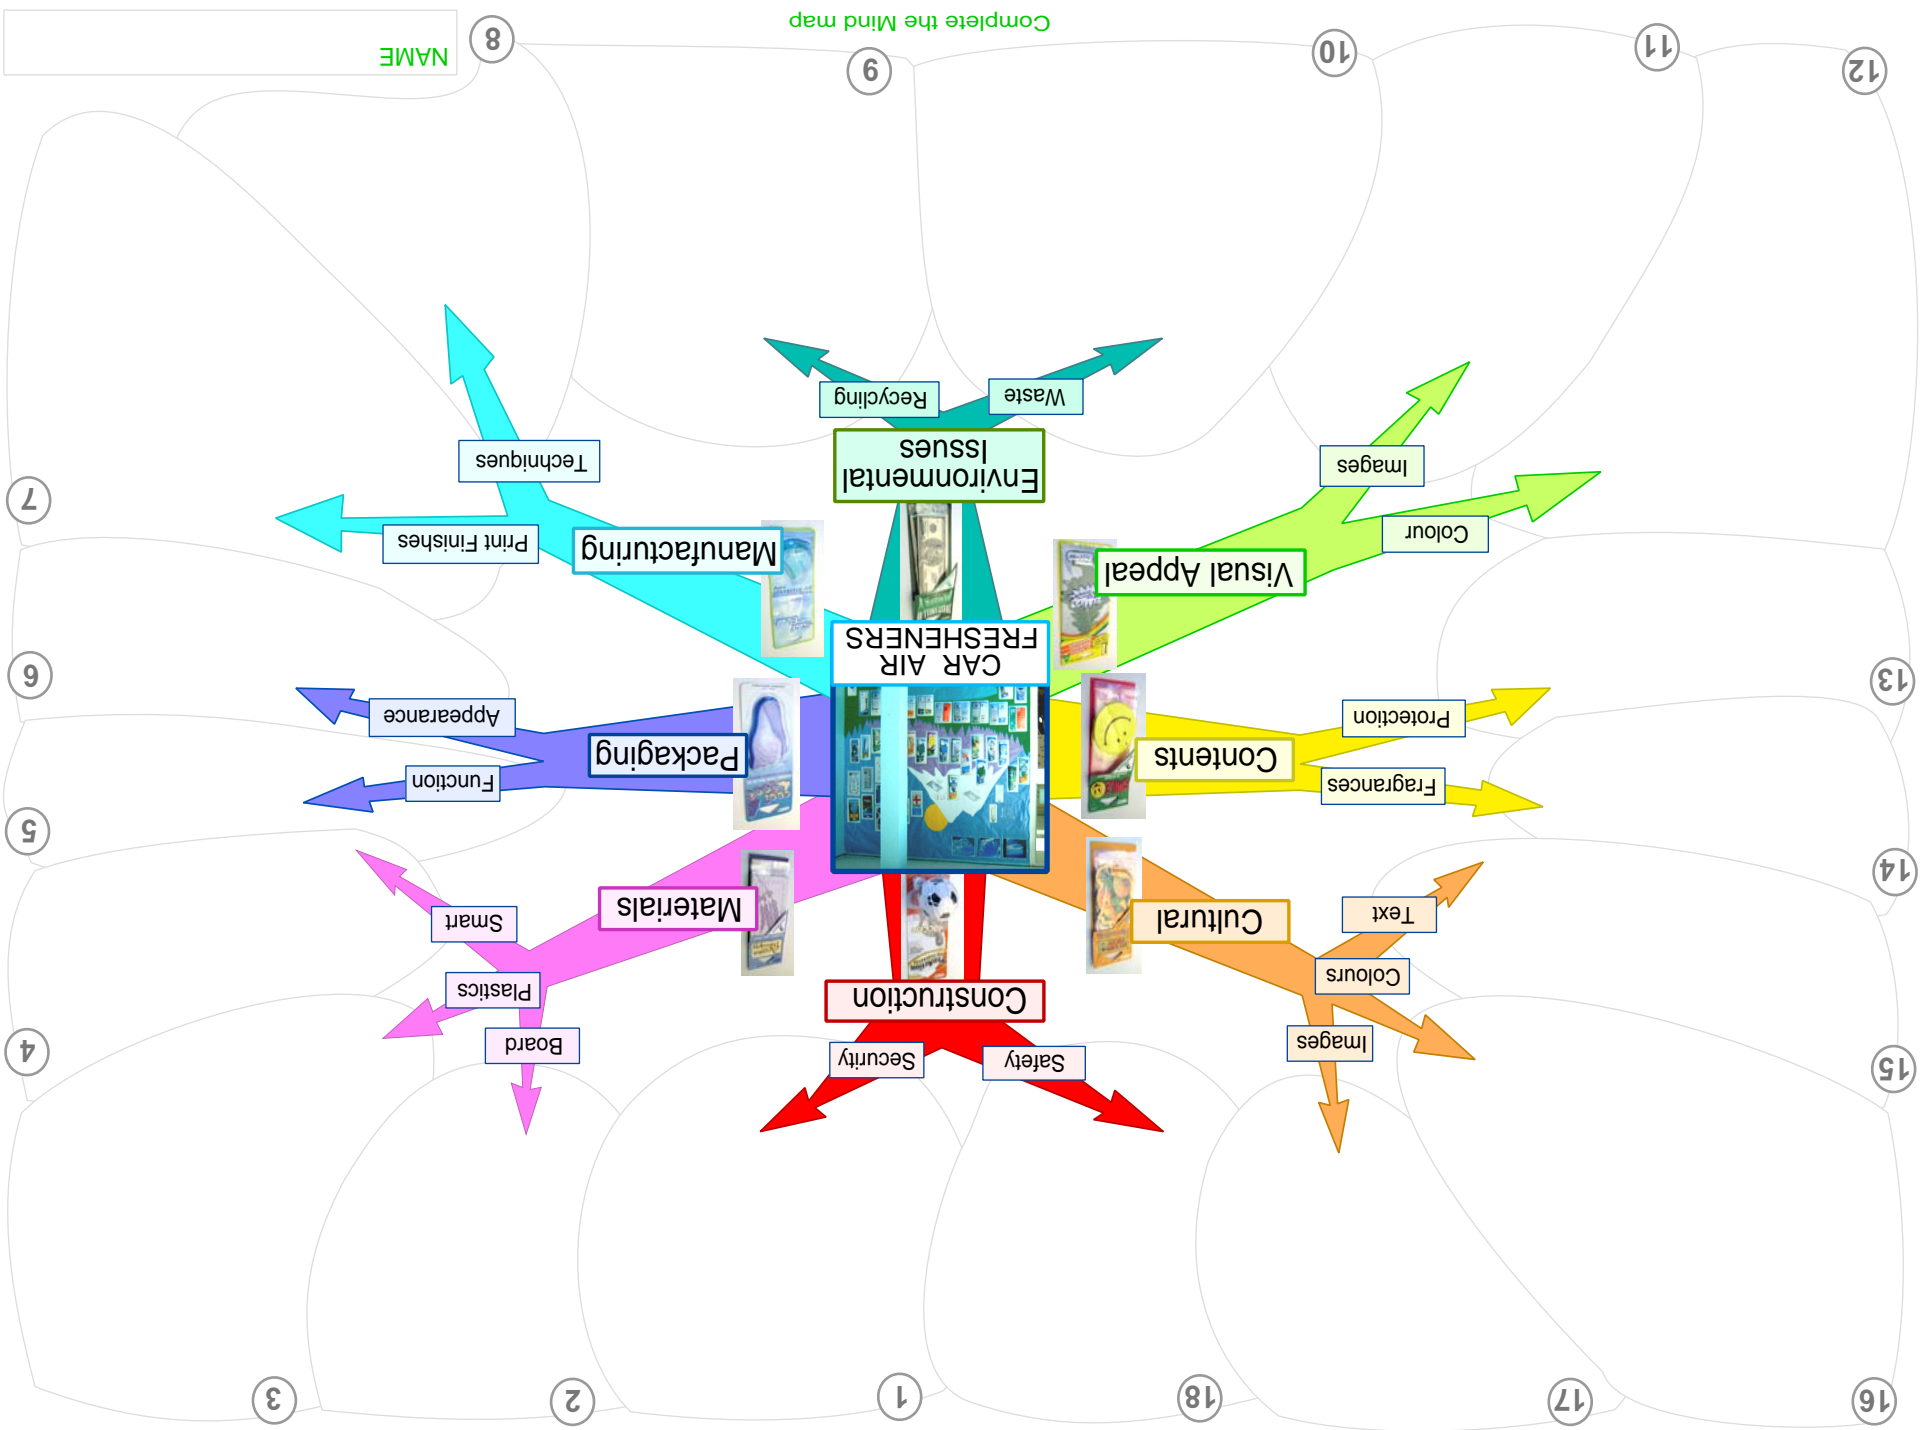 16
17
18
1
2
3
15
4
Images
Safety
Security
Board
Colours
Construction
Plastics
Text
Cultural
Smart
Materials
14
5
Fragrances
Contents
Packaging
Function
Protection
Appearance
13
6
CAR AIR
FRESHENERS
Visual Appeal
Colour
Manufacturing
Print Finishes
Images
Environmental
Issues
Techniques
7
Waste
Recycling
12
11
10
9
8
NAME
Complete the Mind map